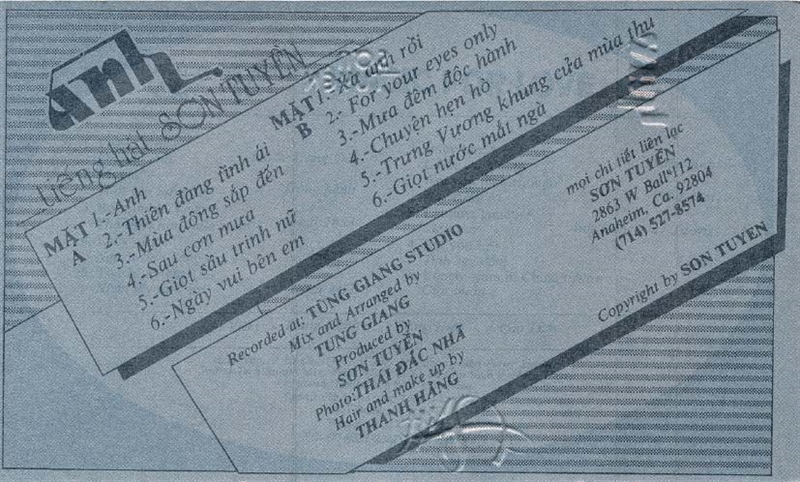 anh
tiếng hát SƠN TUYỀN
MẶT A
1.-Anh
2.-Thiên đàng tình ái
3.-Mùa đông sắp đến
4.-Sau cơn mưa
5.-Giọt sầu trinh nữ
6.-Ngày vui bên em
MẶT B
1.-Xa anh rồi
2.-For your eyes only
3.-Mưa đêm độc hành
4.-Chuyện hẹn hò
5.-Trưng Vương khung cửa mùa thu
6.-Giọt nước mắt ngà
Recorded at: TÙNG GIANG STUDIO
Mix and Arranged by
TÙNG GIANG
Produced by
SƠN TUYỀN
Photo:THÁI ĐẮC NHÃ
Hair and make up by
THANH HẰNG
mọi chi tiết liên lạc
SƠN TUYỀN
2863 W Ball #112
Anaheim, Ca. 92804
(714) 527-8574
Copyright by SƠN TUYỀN